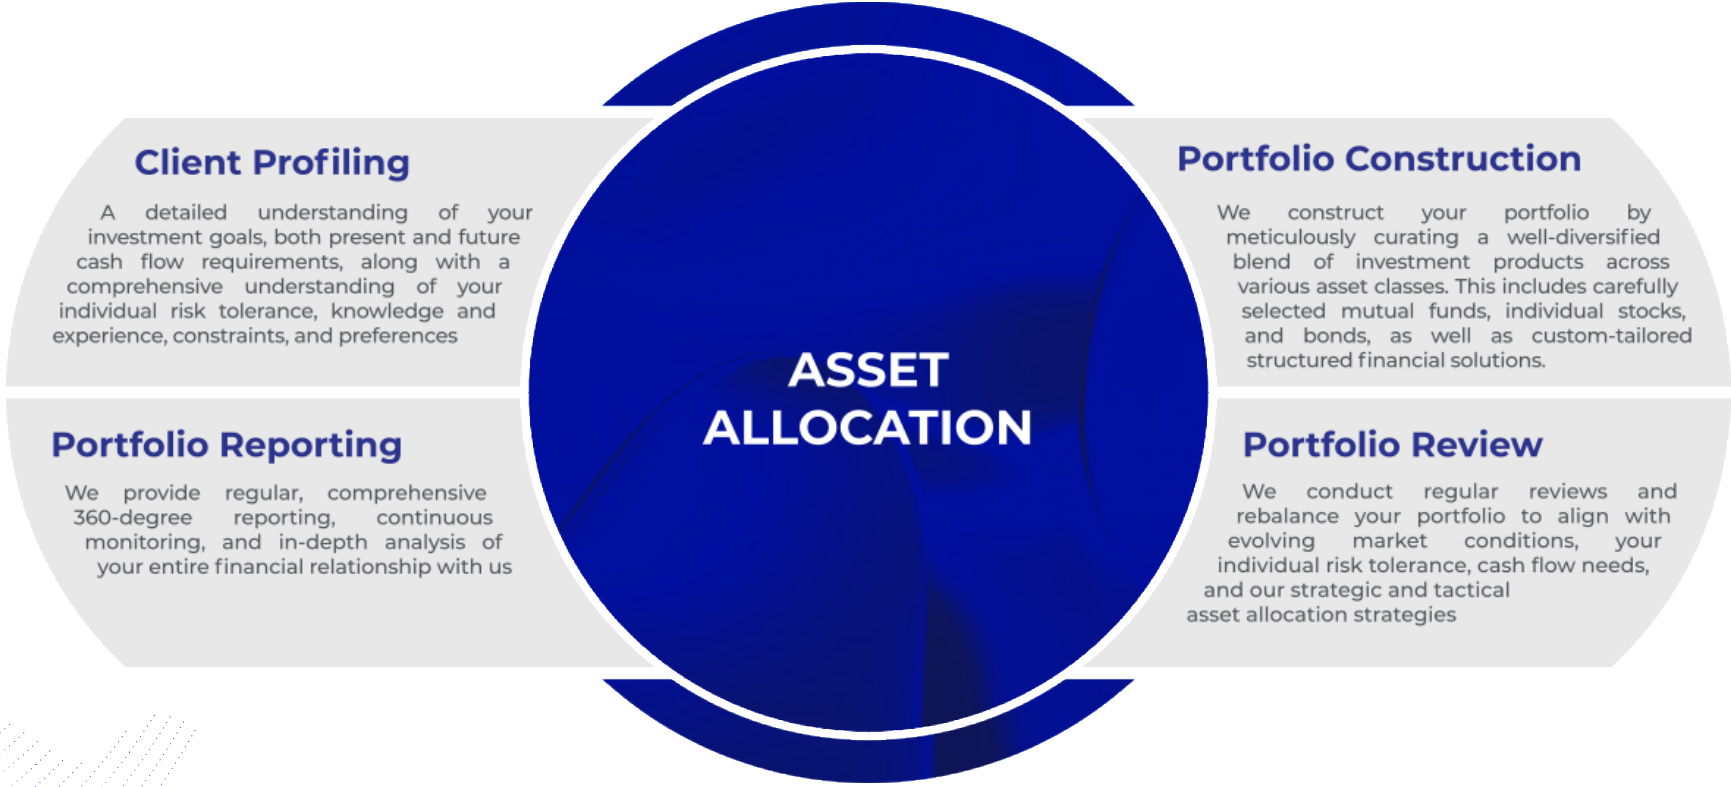 Client Profiling
A detailed understanding of your
investment goals, both present and future
cash flow requirements, along with a
comprehensive understanding of your
individual risk tolerance, knowledge and
experience, constraints, and preferences
Portfolio Reporting
We provide regular, comprehensive
360-degree reporting, continuous
monitoring, and in-depth analysis of
your entire financial relationship with us
ASSET
ALLOCATION
Portfolio Construction
We construct your portfolio by
meticulously curating a well-diversified
blend of investment products across
various asset classes. This includes carefully
selected mutual funds, individual stocks,
and bonds, as well as custom-tailored
structured financial solutions.
Portfolio Review
We conduct regular reviews and
rebalance your portfolio to align with
evolving market conditions, your
individual risk tolerance, cash flow needs,
and our strategic and tactical
asset allocation strategies